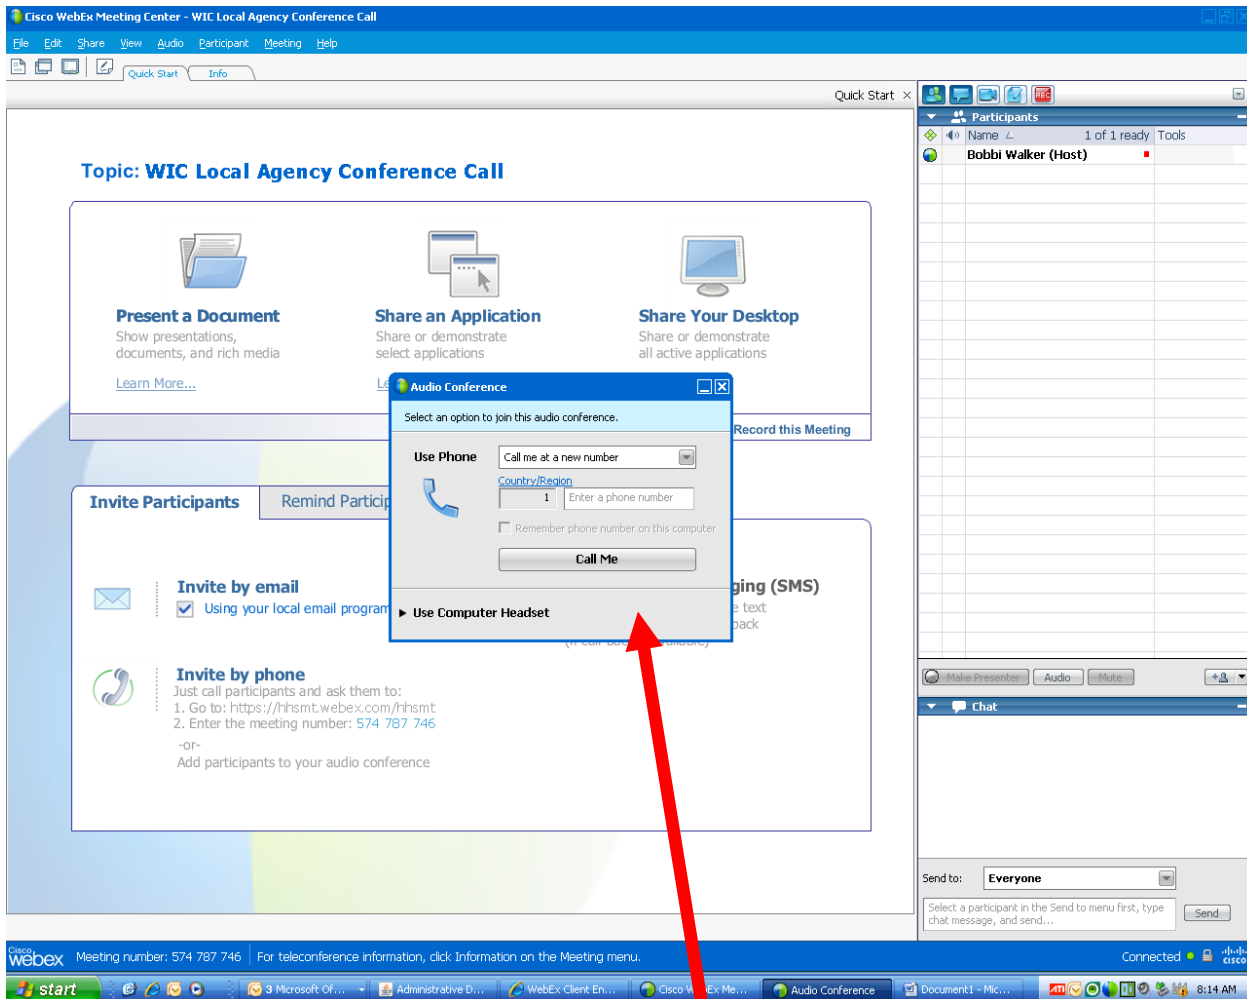 Cisco WebEx Meeting Center - WIC Local Agency Conference Call
File Edit Share View Audio Participant Meeting Help
Quick Start Info
Quick Start
Topic: WIC Local Agency Conference Call
Present a Document
Show presentations,
documents, and rich media
Learn More...
Share an Application
Share or demonstrate
select applications
Share Your Desktop
Share or demonstrate
all active applications
Record this Meeting
Audio Conference
Select an option to join this audio conference.
Use Phone
Call me at a new number
Country/Region
1 Enter a phone number
Remember phone number on this computer
Call Me
Use Computer Headset
Invite Participants
Invite by email
Using your local email program
(SMS)
text
Invite by phone
Just call participants and ask them to:
1. Go to: https://hhsmt.webex.com/hhsmt
2. Enter the meeting number: 574 787 746
-or-
Add participants to your audio conference
REC
Participants
Name 1 of 1 ready Tools
Bobbi Walker (Host)
Make Presenter Audio Mute
Chat
Send to: Everyone
Select a participant in the Send to menu first, type
chat message, and send...
Send
Cisco
webex Meeting number: 574 787 746 For teleconference information, click Information on the Meeting menu.
Connected
cisco
start 3 Microsoft Of... Administrative D... WebEx Client En... Audio Conference Document1 - Mic... ATI 8:14 AM